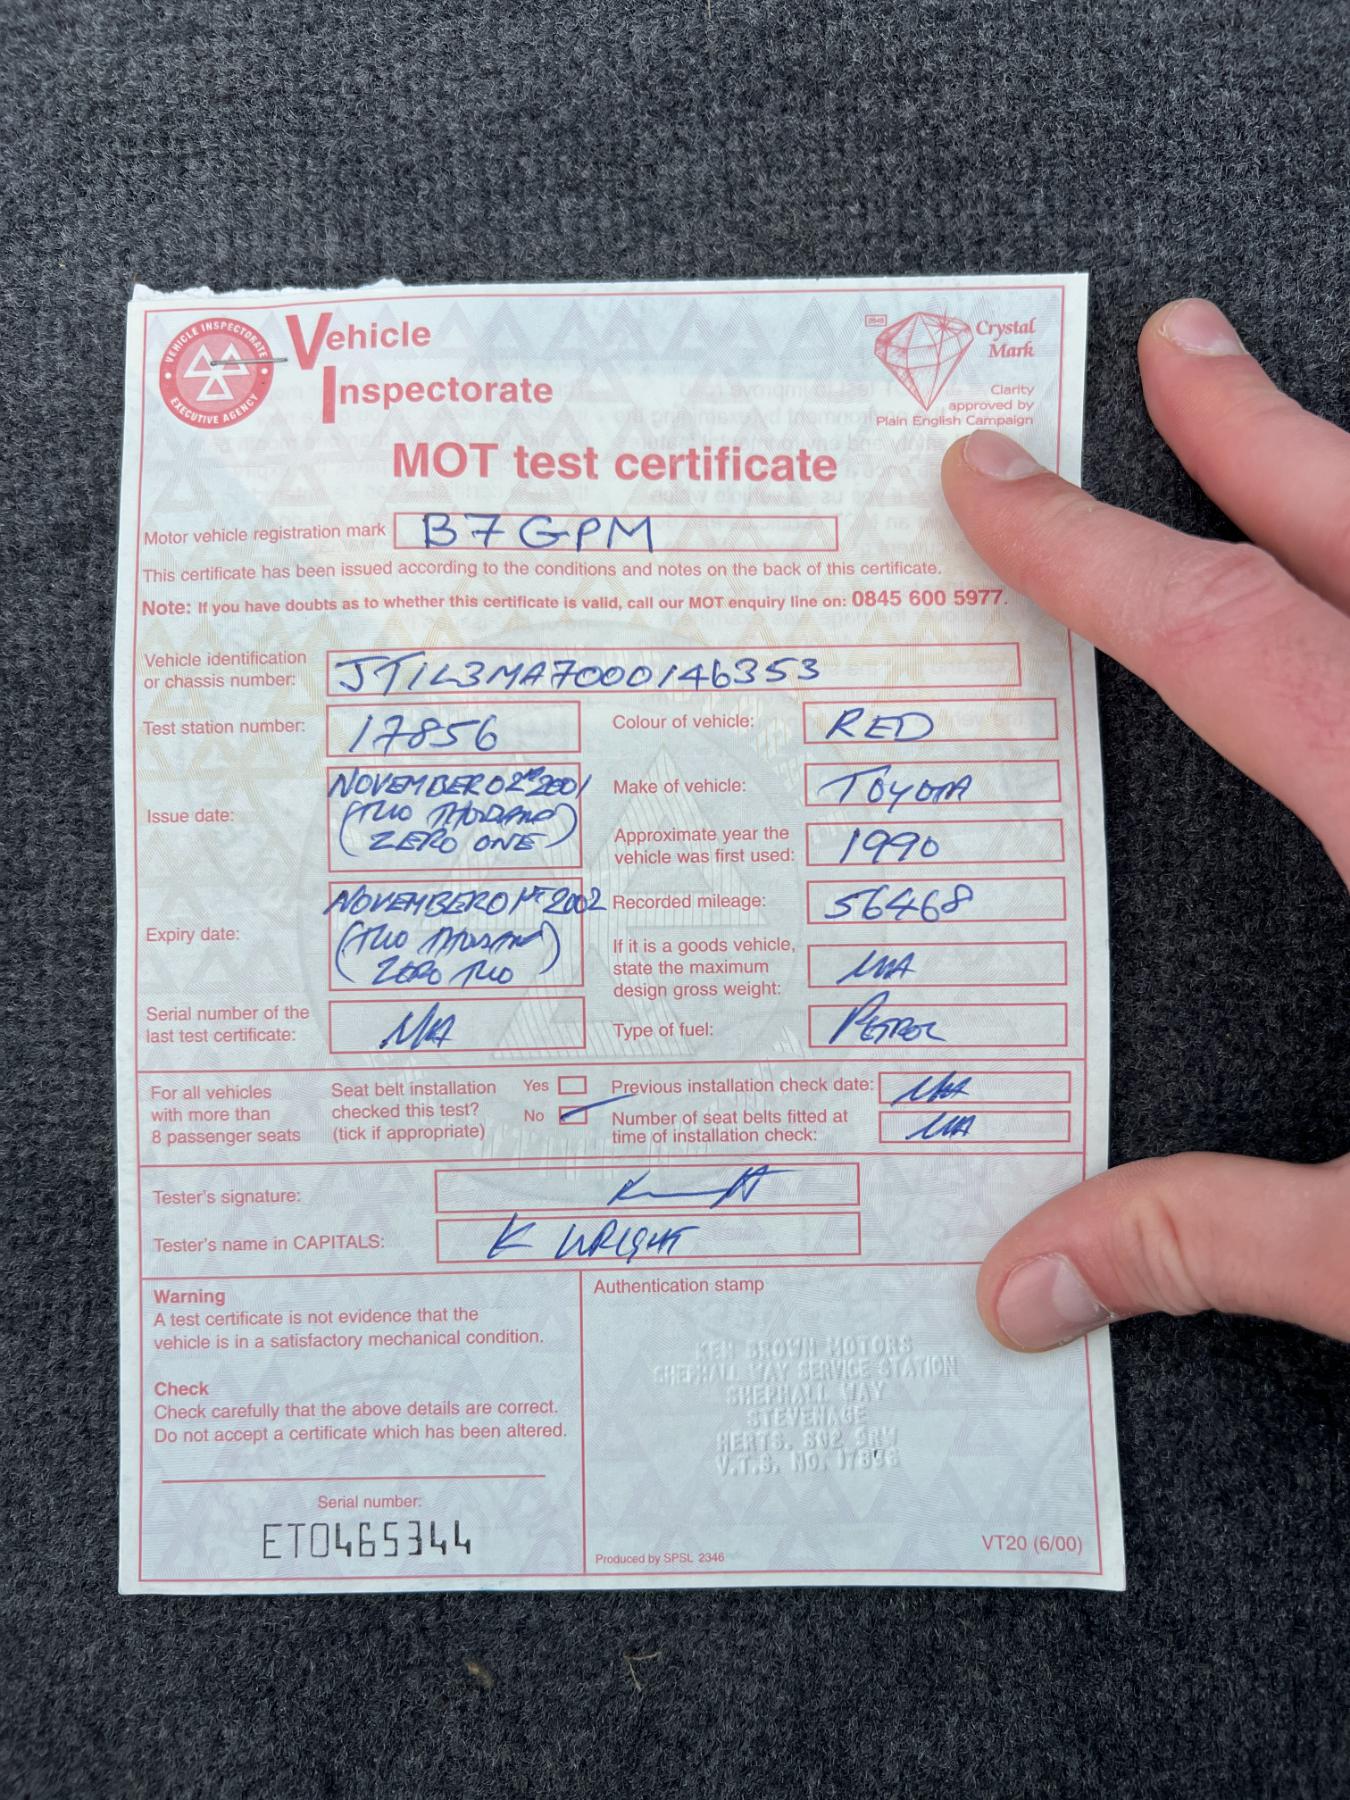 VEHICLE INSPECTORATE
EXECUTIVE AGENCY
Vehicle
Inspectorate
Crystal
Mark
Clarity
approved by
Plain English Campaign
MOT test certificate
Motor vehicle registration mark B7 GPM
This certificate has been issued according to the conditions and notes on the back of this certificate.
Note: If you have doubts as to whether this certificate is valid, call our MOT enquiry line on: 0845 600 5977.
Vehicle identification
or chassis number: JT1L3MA7000146353
Test station number: 17856
Colour of vehicle: RED
Issue date: NOVEMBER 02ND 2001
(TWO THOUSAND
ZERO ONE)
Make of vehicle: TOYOTA
Approximate year the
vehicle was first used: 1990
Expiry date: NOVEMBER 01ST 2002
(TWO THOUSAND
ZERO TWO)
Recorded mileage: 56468
If it is a goods vehicle,
state the maximum
design gross weight: N/A
Serial number of the
last test certificate: N/A
Type of fuel: PETROL
For all vehicles
with more than
8 passenger seats
Seat belt installation
checked this test?
(tick if appropriate)
Yes
No
Previous installation check date: N/A
Number of seat belts fitted at
time of installation check: N/A
Tester's signature:
Tester's name in CAPITALS: K WRIGHT
Warning
A test certificate is not evidence that the
vehicle is in a satisfactory mechanical condition.
Check
Check carefully that the above details are correct.
Do not accept a certificate which has been altered.
Serial number:
ET0465344
Authentication stamp
KEN BROWN MOTORS
SHEPHALL WAY SERVICE STATION
SHEPHALL WAY
STEVENAGE
HERTS.
V.T.S. NO. 17856
Produced by SPSL 2346
VT20 (6/00)